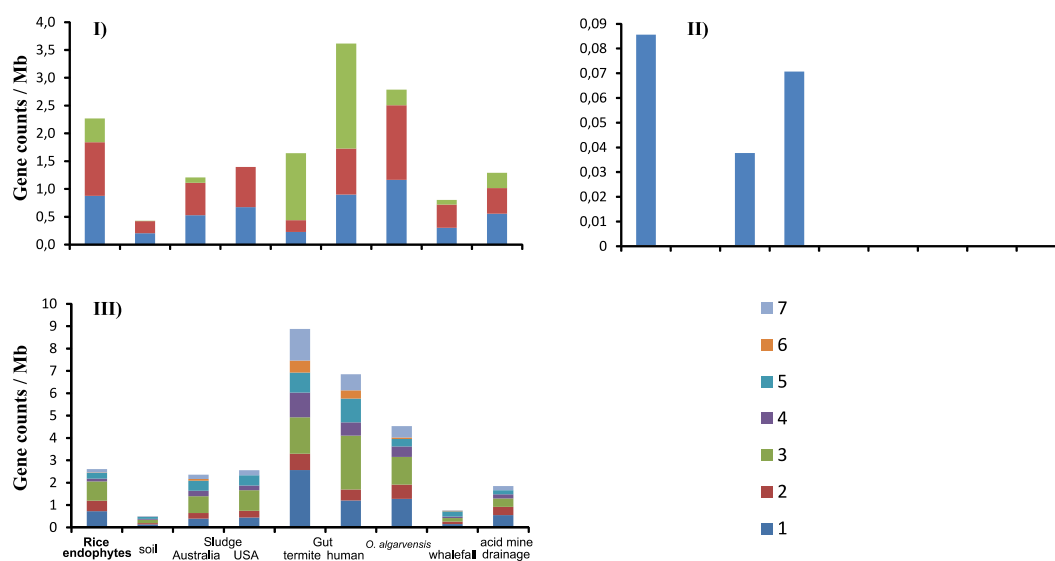 I)
Gene counts / Mb
4,0
3,5
3,0
2,5
2,0
1,5
1,0
0,5
0,0
II)
0,09
0,08
0,07
0,06
0,05
0,04
0,03
0,02
0,01
0
III)
Gene counts / Mb
10
9
8
7
6
5
4
3
2
1
0
Rice endophytes
soil
Sludge
Australia USA
Gut
termite human
O. algarvensis
whalefall
acid mine drainage
7
6
5
4
3
2
1